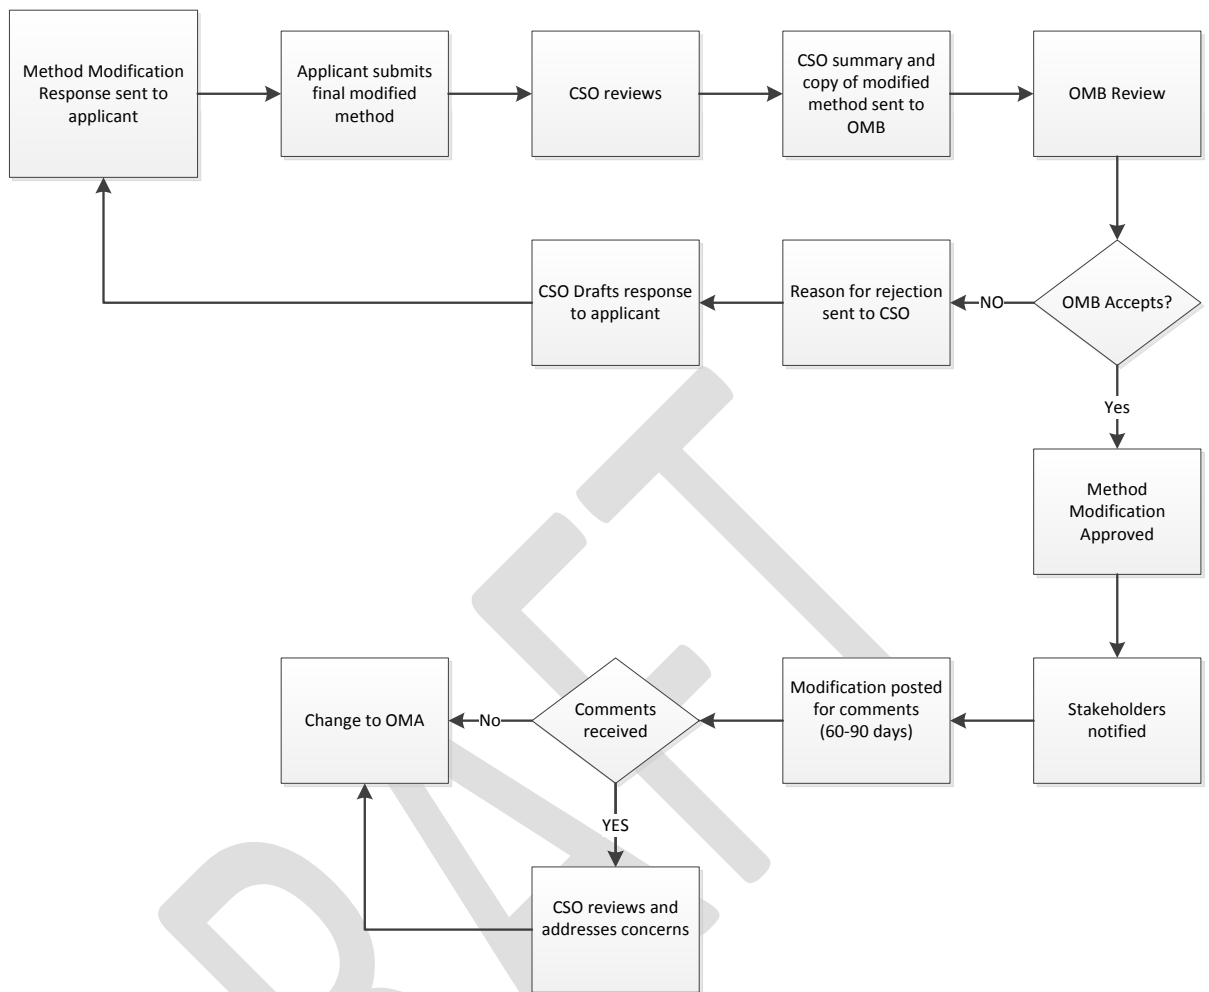 Method Modification
Response sent to
applicant
Applicant submits
final modified
method
CSO reviews
CSO summary and
copy of modified
method sent to
OMB
OMB Review
CSO Drafts response
to applicant
Reason for rejection
sent to CSO
NO
OMB Accepts?
Yes
Method
Modification
Approved
Change to OMA
No
Comments
received
Modification posted
for comments
(60-90 days)
Stakeholders
notified
YES
CSO reviews and
addresses concerns
DRAFT